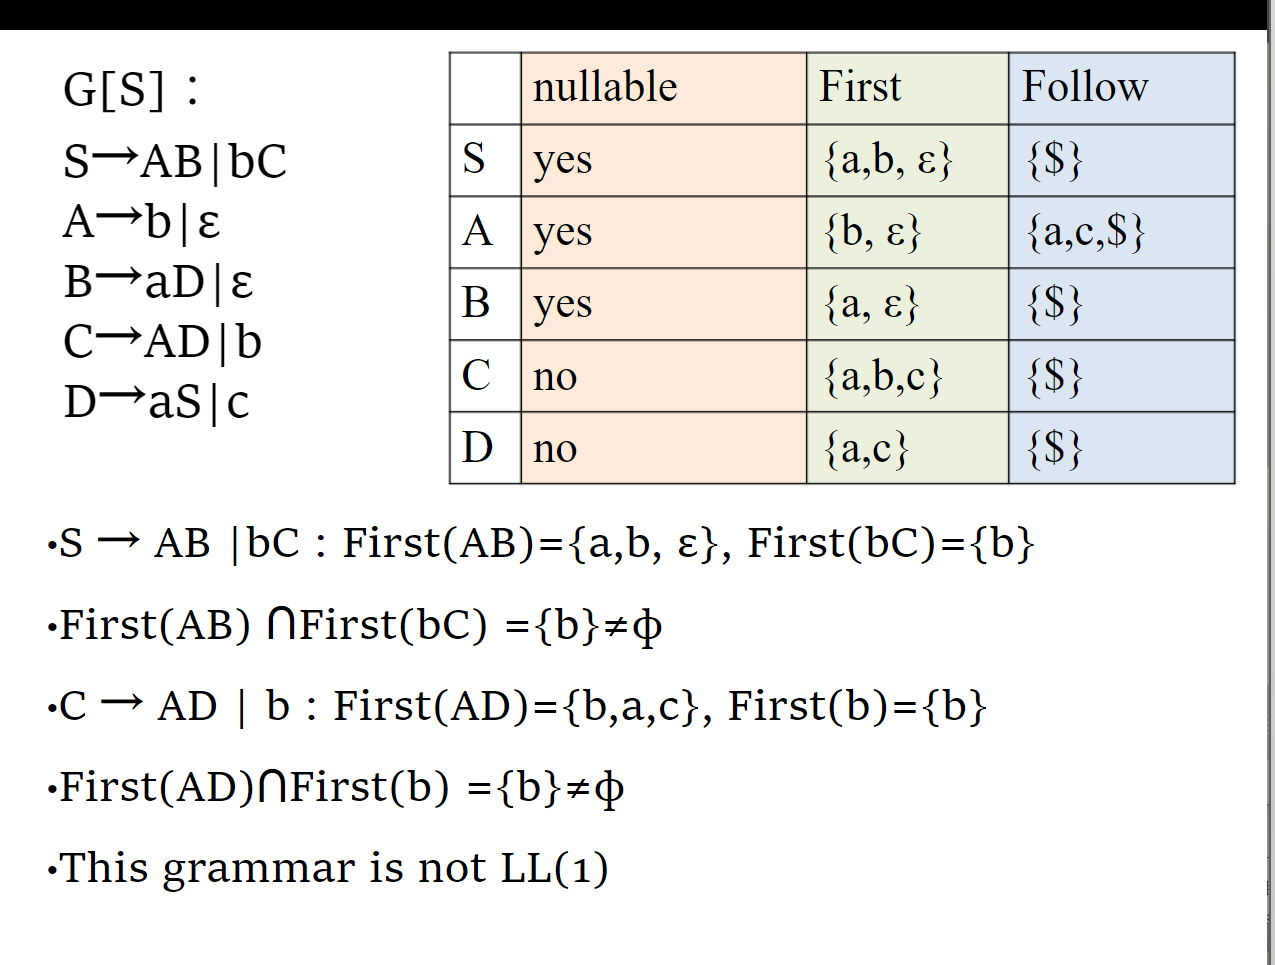 G[S] :
S→AB|bC
A→b|ε
B→aD|ε
C→AD|b
D→aS|c
nullable First Follow
S yes {a,b, ε} {$}
A yes {b, ε} {a,c,$}
B yes {a, ε} {$}
C no {a,b,c} {$}
D no {a,c} {$}
•S → AB |bC : First(AB)={a,b, ε}, First(bC)={b}
•First(AB) ∩First(bC) ={b}≠ф
•C → AD | b : First(AD)={b,a,c}, First(b)={b}
•First(AD)∩First(b) ={b}≠ф
•This grammar is not LL(1)